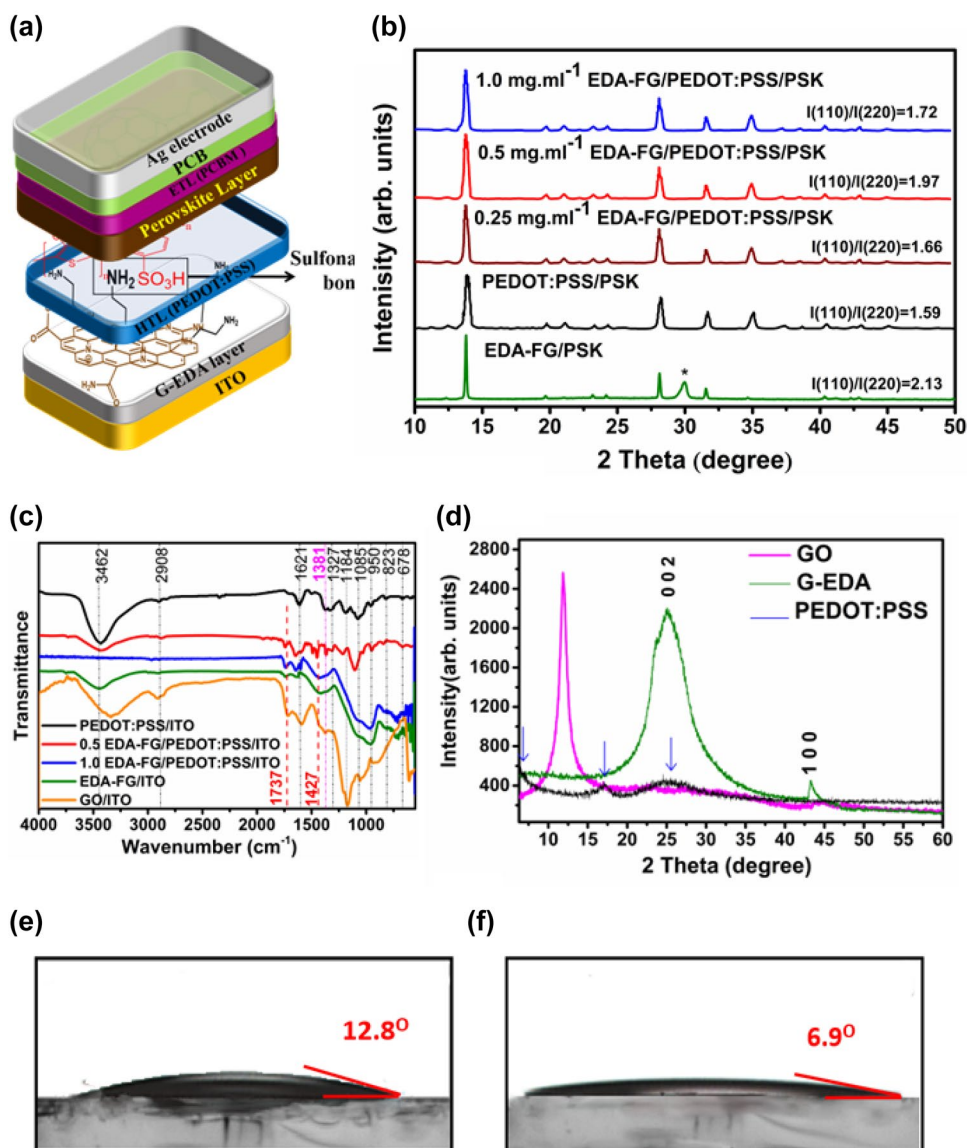 (a)
Ag electrode
PCB
ETL (PCBM)
Perovskite Layer
n
H₂N
NH₂ SO₃H
Sulfona
bon
HTL (PEDOT:PSS)
NH₂
G-EDA layer
ITO
(b)
Intenisity (arb. units)
1.0 mg.ml⁻¹ EDA-FG/PEDOT:PSS/PSK
I(110)/I(220)=1.72
0.5 mg.ml⁻¹ EDA-FG/PEDOT:PSS/PSK
I(110)/I(220)=1.97
0.25 mg.ml⁻¹ EDA-FG/PEDOT:PSS/PSK
I(110)/I(220)=1.66
PEDOT:PSS/PSK
I(110)/I(220)=1.59
EDA-FG/PSK
*
I(110)/I(220)=2.13
10 15 20 25 30 35 40 45 50
2 Theta (degree)
(c)
Transmittance
3462 2908 1621 1381 1327 1184 1085 950 823 678
PEDOT:PSS/ITO
0.5 EDA-FG/PEDOT:PSS/ITO
1.0 EDA-FG/PEDOT:PSS/ITO
EDA-FG/ITO
GO/ITO
1737 1427
4000 3500 3000 2500 2000 1500 1000
Wavenumber (cm⁻¹)
(d)
Intensity(arb. units)
2800
2400
2000
1600
1200
800
400
GO
G-EDA
PEDOT:PSS
0 0 2
1 0 0
10 15 20 25 30 35 40 45 50 55 60
2 Theta (degree)
(e)
12.8⁰
(f)
6.9⁰